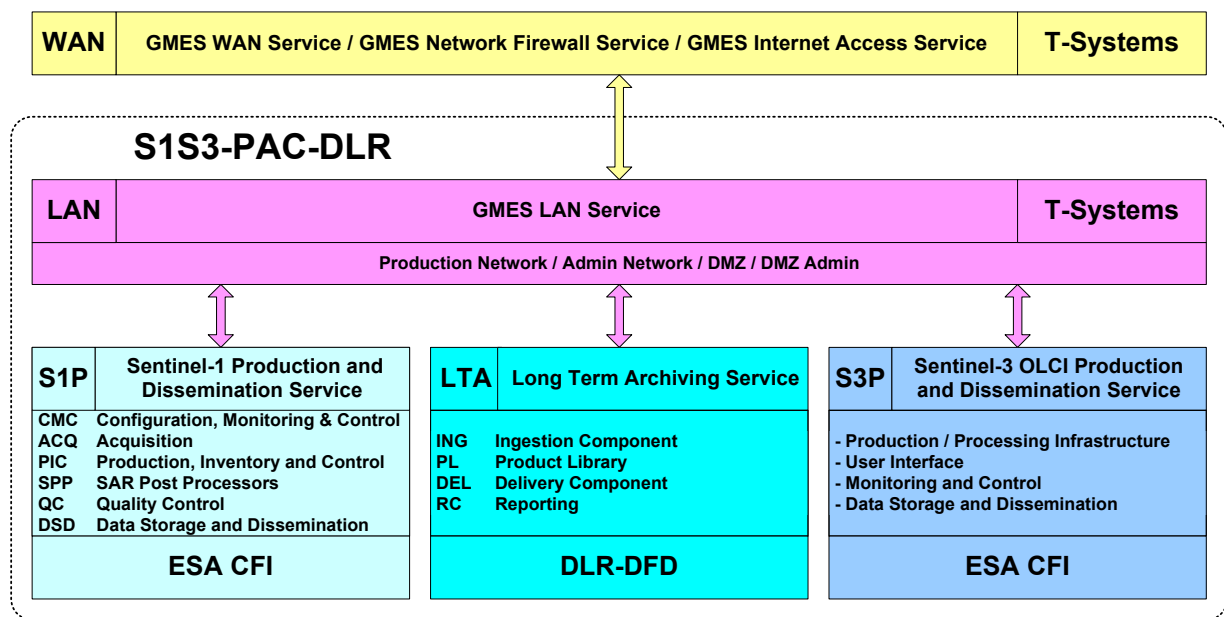 WAN
GMES WAN Service / GMES Network Firewall Service / GMES Internet Access Service
T-Systems
S1S3-PAC-DLR
LAN
GMES LAN Service
T-Systems
Production Network / Admin Network / DMZ / DMZ Admin
S1P
Sentinel-1 Production and
Dissemination Service
CMC Configuration, Monitoring & Control
ACQ Acquisition
PIC Production, Inventory and Control
SPP SAR Post Processors
QC Quality Control
DSD Data Storage and Dissemination
ESA CFI
LTA
Long Term Archiving Service
ING Ingestion Component
PL Product Library
DEL Delivery Component
RC Reporting
DLR-DFD
S3P
Sentinel-3 OLCI Production
and Dissemination Service
- Production / Processing Infrastructure
- User Interface
- Monitoring and Control
- Data Storage and Dissemination
ESA CFI